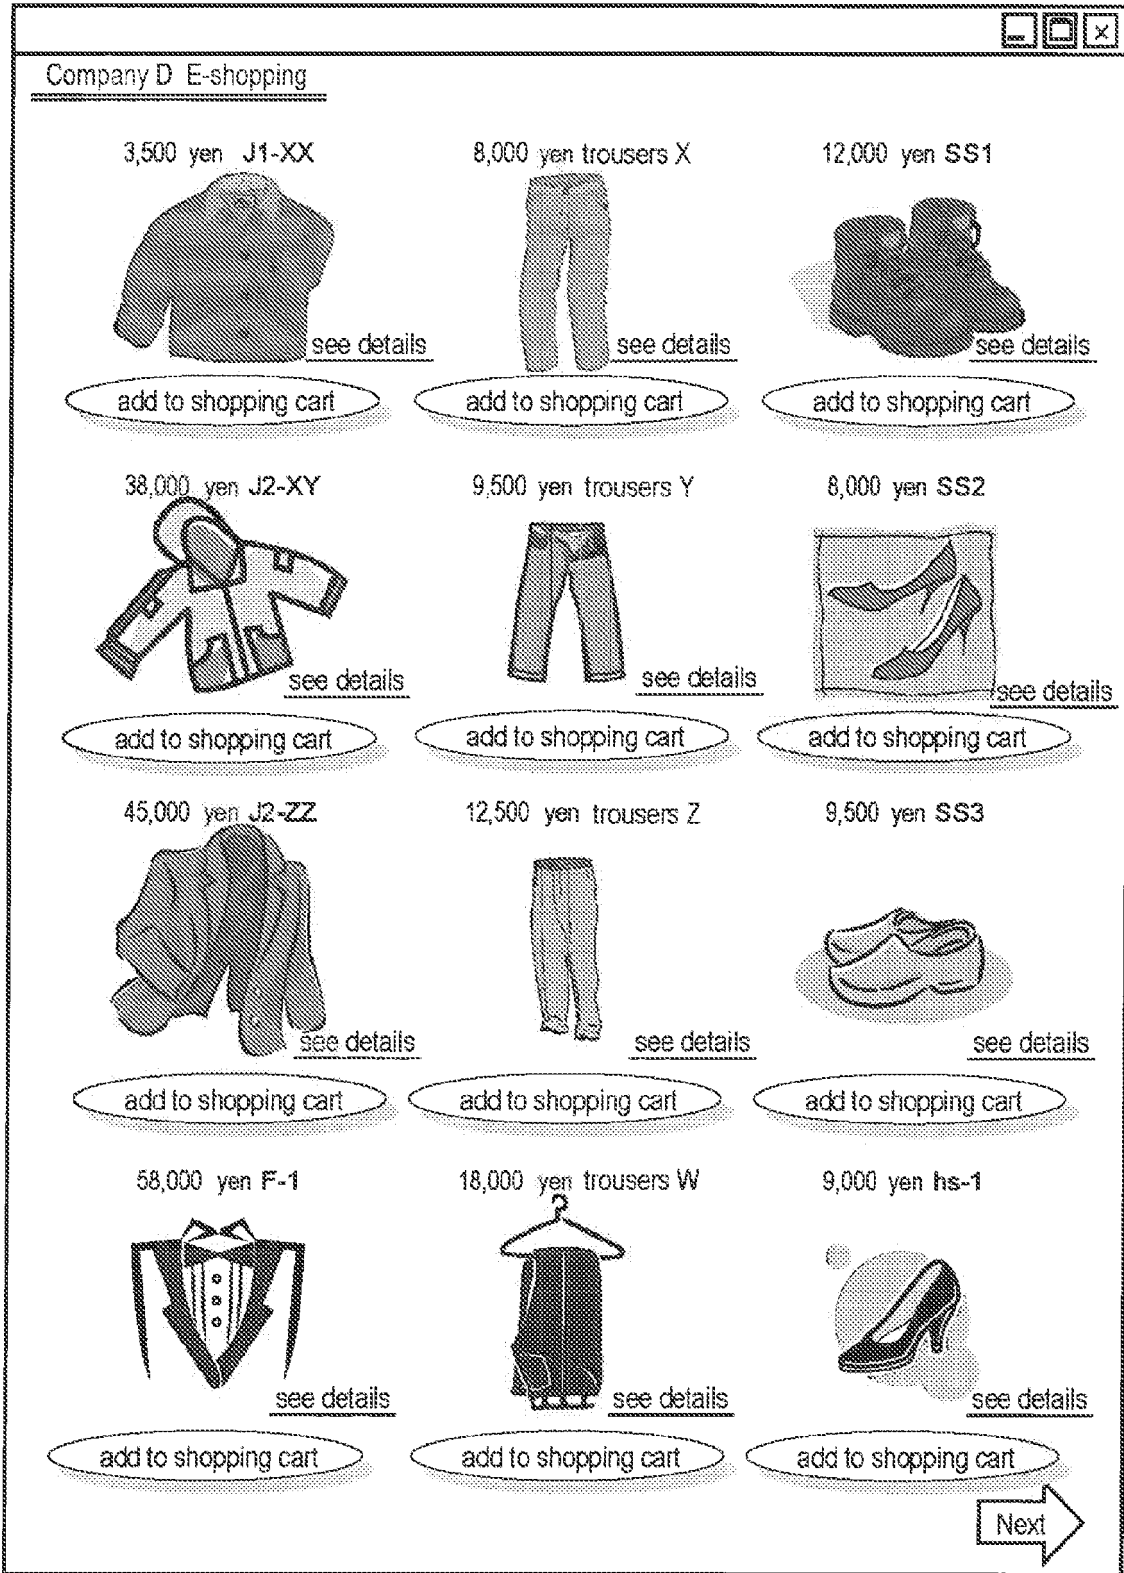 Company D E-shopping
3,500 yen J1-XX 8,000 yen trousers X 12,000 yen SS1
see details see details see details
add to shopping cart add to shopping cart add to shopping cart
38,000 yen J2-XY 9,500 yen trousers Y 8,000 yen SS2
see details see details see details
add to shopping cart add to shopping cart add to shopping cart
45,000 yen J2-ZZ 12,500 yen trousers Z 9,500 yen SS3
see details see details see details
add to shopping cart add to shopping cart add to shopping cart
58,000 yen F-1 18,000 yen trousers W 9,000 yen hs-1
see details see details see details
add to shopping cart add to shopping cart add to shopping cart
Next